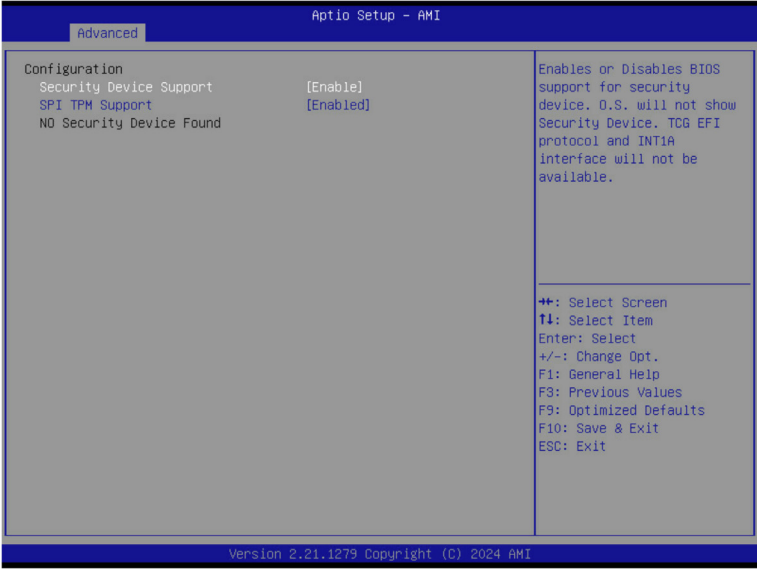 Aptio Setup – AMI
Advanced
Configuration
Security Device Support [Enable]
SPI TPM Support [Enabled]
NO Security Device Found
Enables or Disables BIOS
support for security
device. O.S. will not show
Security Device. TCG EFI
protocol and INT1A
interface will not be
available.
→←: Select Screen
↑↓: Select Item
Enter: Select
+/-: Change Opt.
F1: General Help
F3: Previous Values
F9: Optimized Defaults
F10: Save & Exit
ESC: Exit
Version 2.21.1279 Copyright (C) 2024 AMI